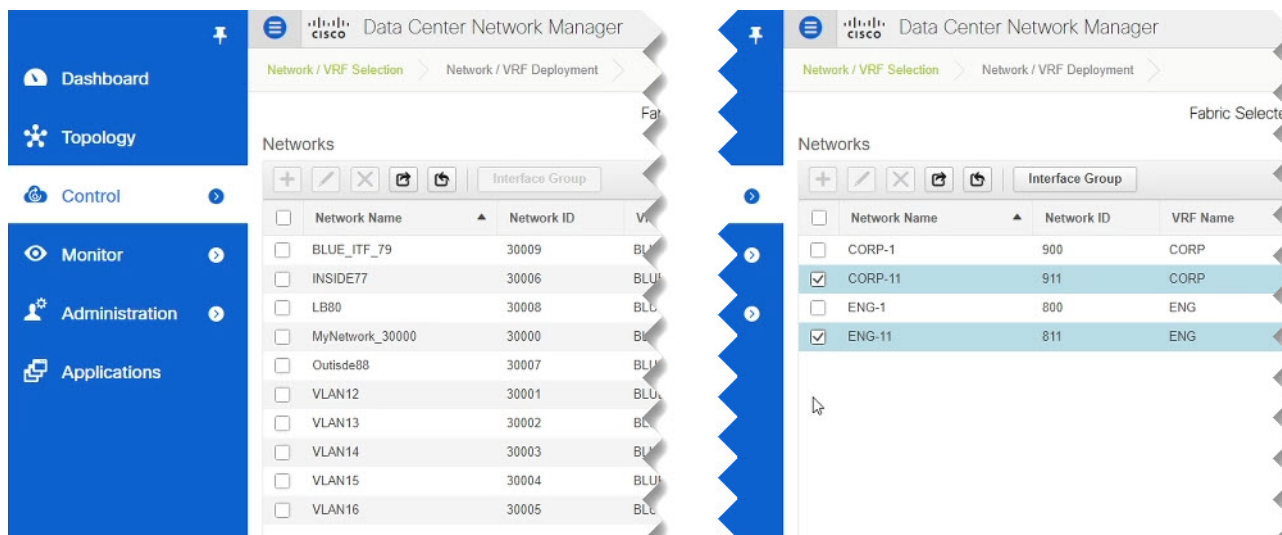 Dashboard
Topology
Control
Monitor
Administration
Applications
cisco Data Center Network Manager
Network / VRF Selection Network / VRF Deployment
Networks
Interface Group
Network Name Network ID
BLUE_ITF_79 30009
INSIDE77 30006
LB80 30008
MyNetwork_30000 30000
Outisde88 30007
VLAN12 30001
VLAN13 30002
VLAN14 30003
VLAN15 30004
VLAN16 30005
cisco Data Center Network Manager
Network / VRF Selection Network / VRF Deployment
Fabric Selecte
Networks
Interface Group
Network Name Network ID VRF Name
CORP-1 900 CORP
CORP-11 911 CORP
ENG-1 800 ENG
ENG-11 811 ENG